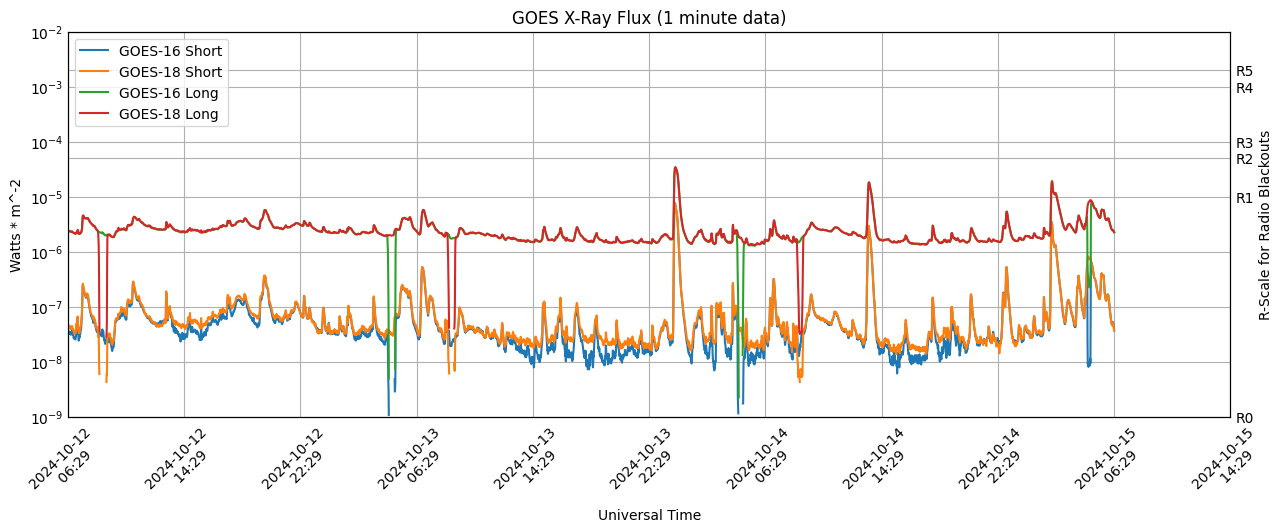 GOES X-Ray Flux (1 minute data)
GOES-16 Short
GOES-18 Short
GOES-16 Long
GOES-18 Long
10⁻²
10⁻³
10⁻⁴
10⁻⁵
10⁻⁶
10⁻⁷
10⁻⁸
10⁻⁹
Watts * m^-2
R5
R4
R3
R2
R1
R0
R-Scale for Radio Blackouts
2024-10-12
06:29
2024-10-12
14:29
2024-10-12
22:29
2024-10-13
06:29
2024-10-13
14:29
2024-10-13
22:29
2024-10-14
06:29
2024-10-14
14:29
2024-10-14
22:29
2024-10-15
06:29
2024-10-15
14:29
Universal Time